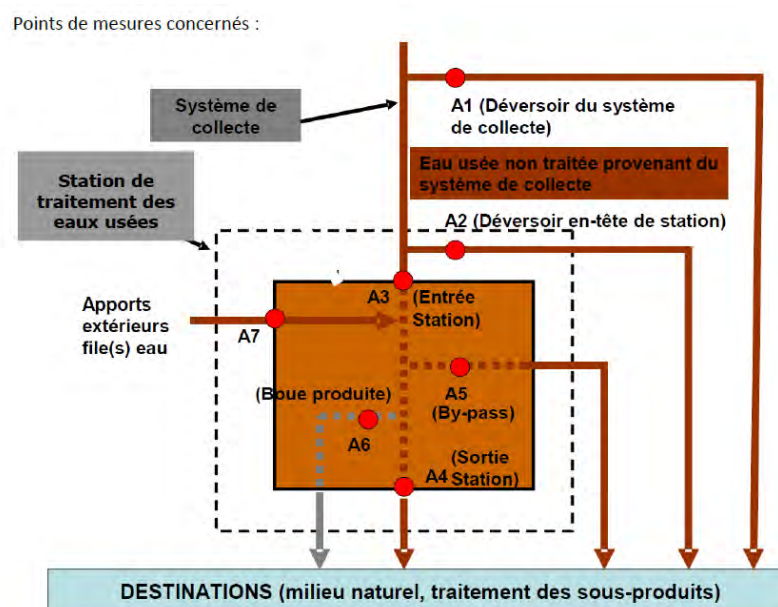 Points de mesures concernés :
Système de
collecte
A1 (Déversoir du système
de collecte)
Eau usée non traitée provenant du
système de collecte
Station de
traitement des
eaux usées
A2 (Déversoir en-tête de station)
A3
(Entrée
Station)
Apports
extérieurs
file(s) eau
A7
(Boue produite)
A5
(By-pass)
A6
(Sortie
A4 Station)
DESTINATIONS (milieu naturel, traitement des sous-produits)